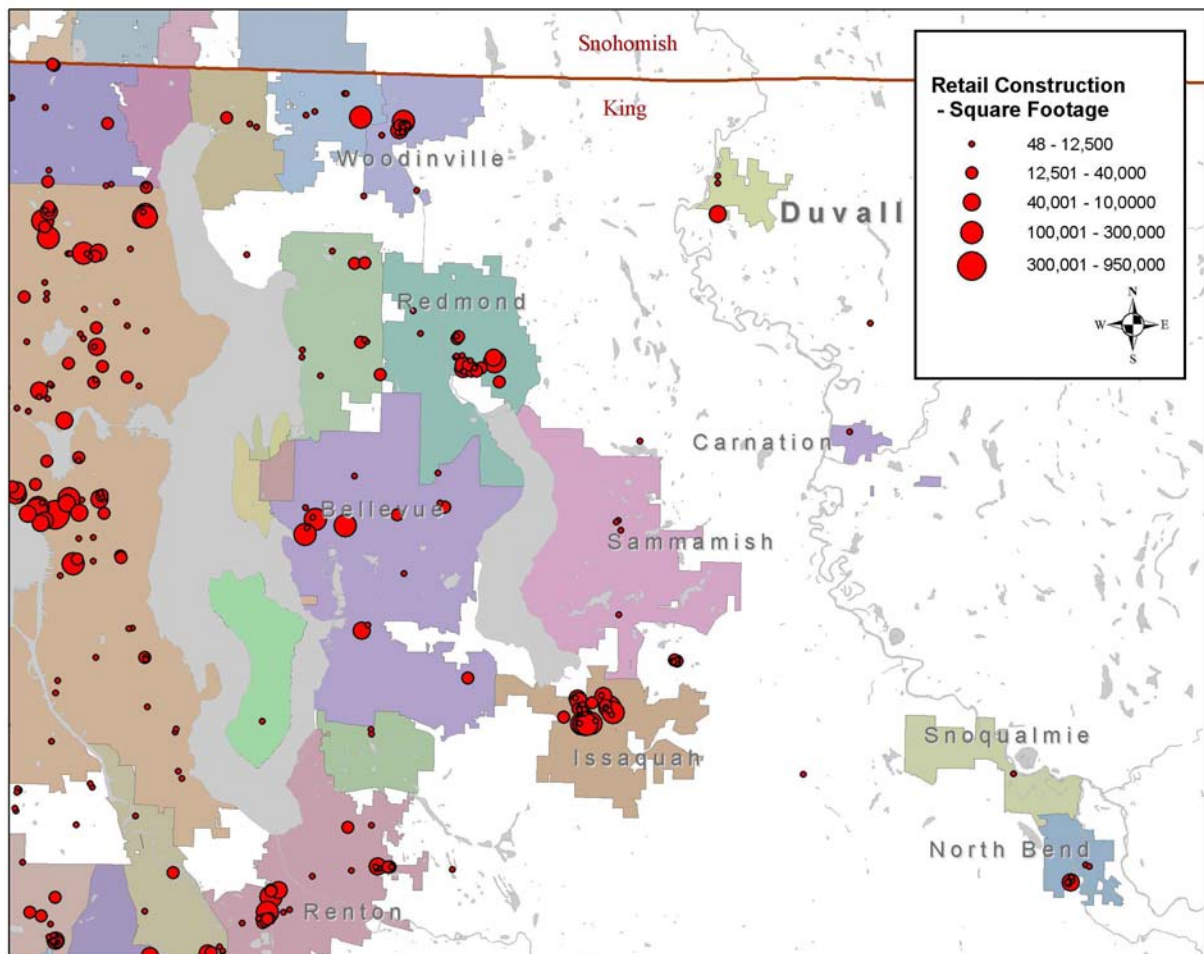 Snohomish
King
Retail Construction
- Square Footage
48 - 12,500
12,501 - 40,000
40,001 - 10,0000
100,001 - 300,000
300,001 - 950,000
N
W E
S
Woodinville
Duvall
Redmond
Carnation
Bellevue
Sammamish
Issaquah
Snoqualmie
North Bend
Renton